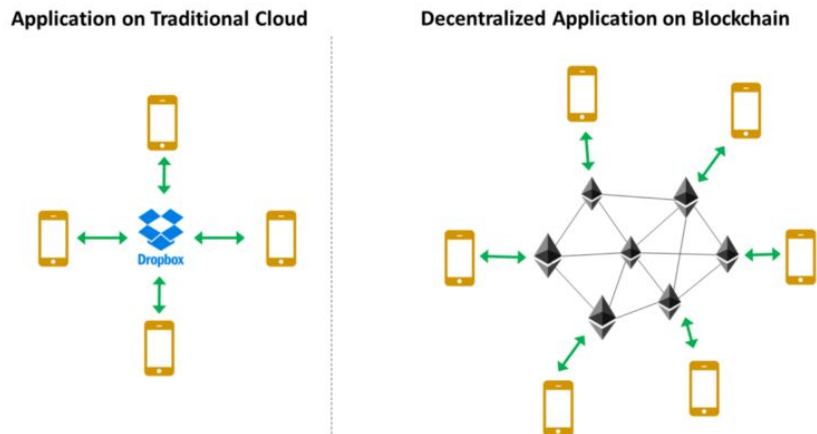 Application on Traditional Cloud
Decentralized Application on Blockchain
Dropbox